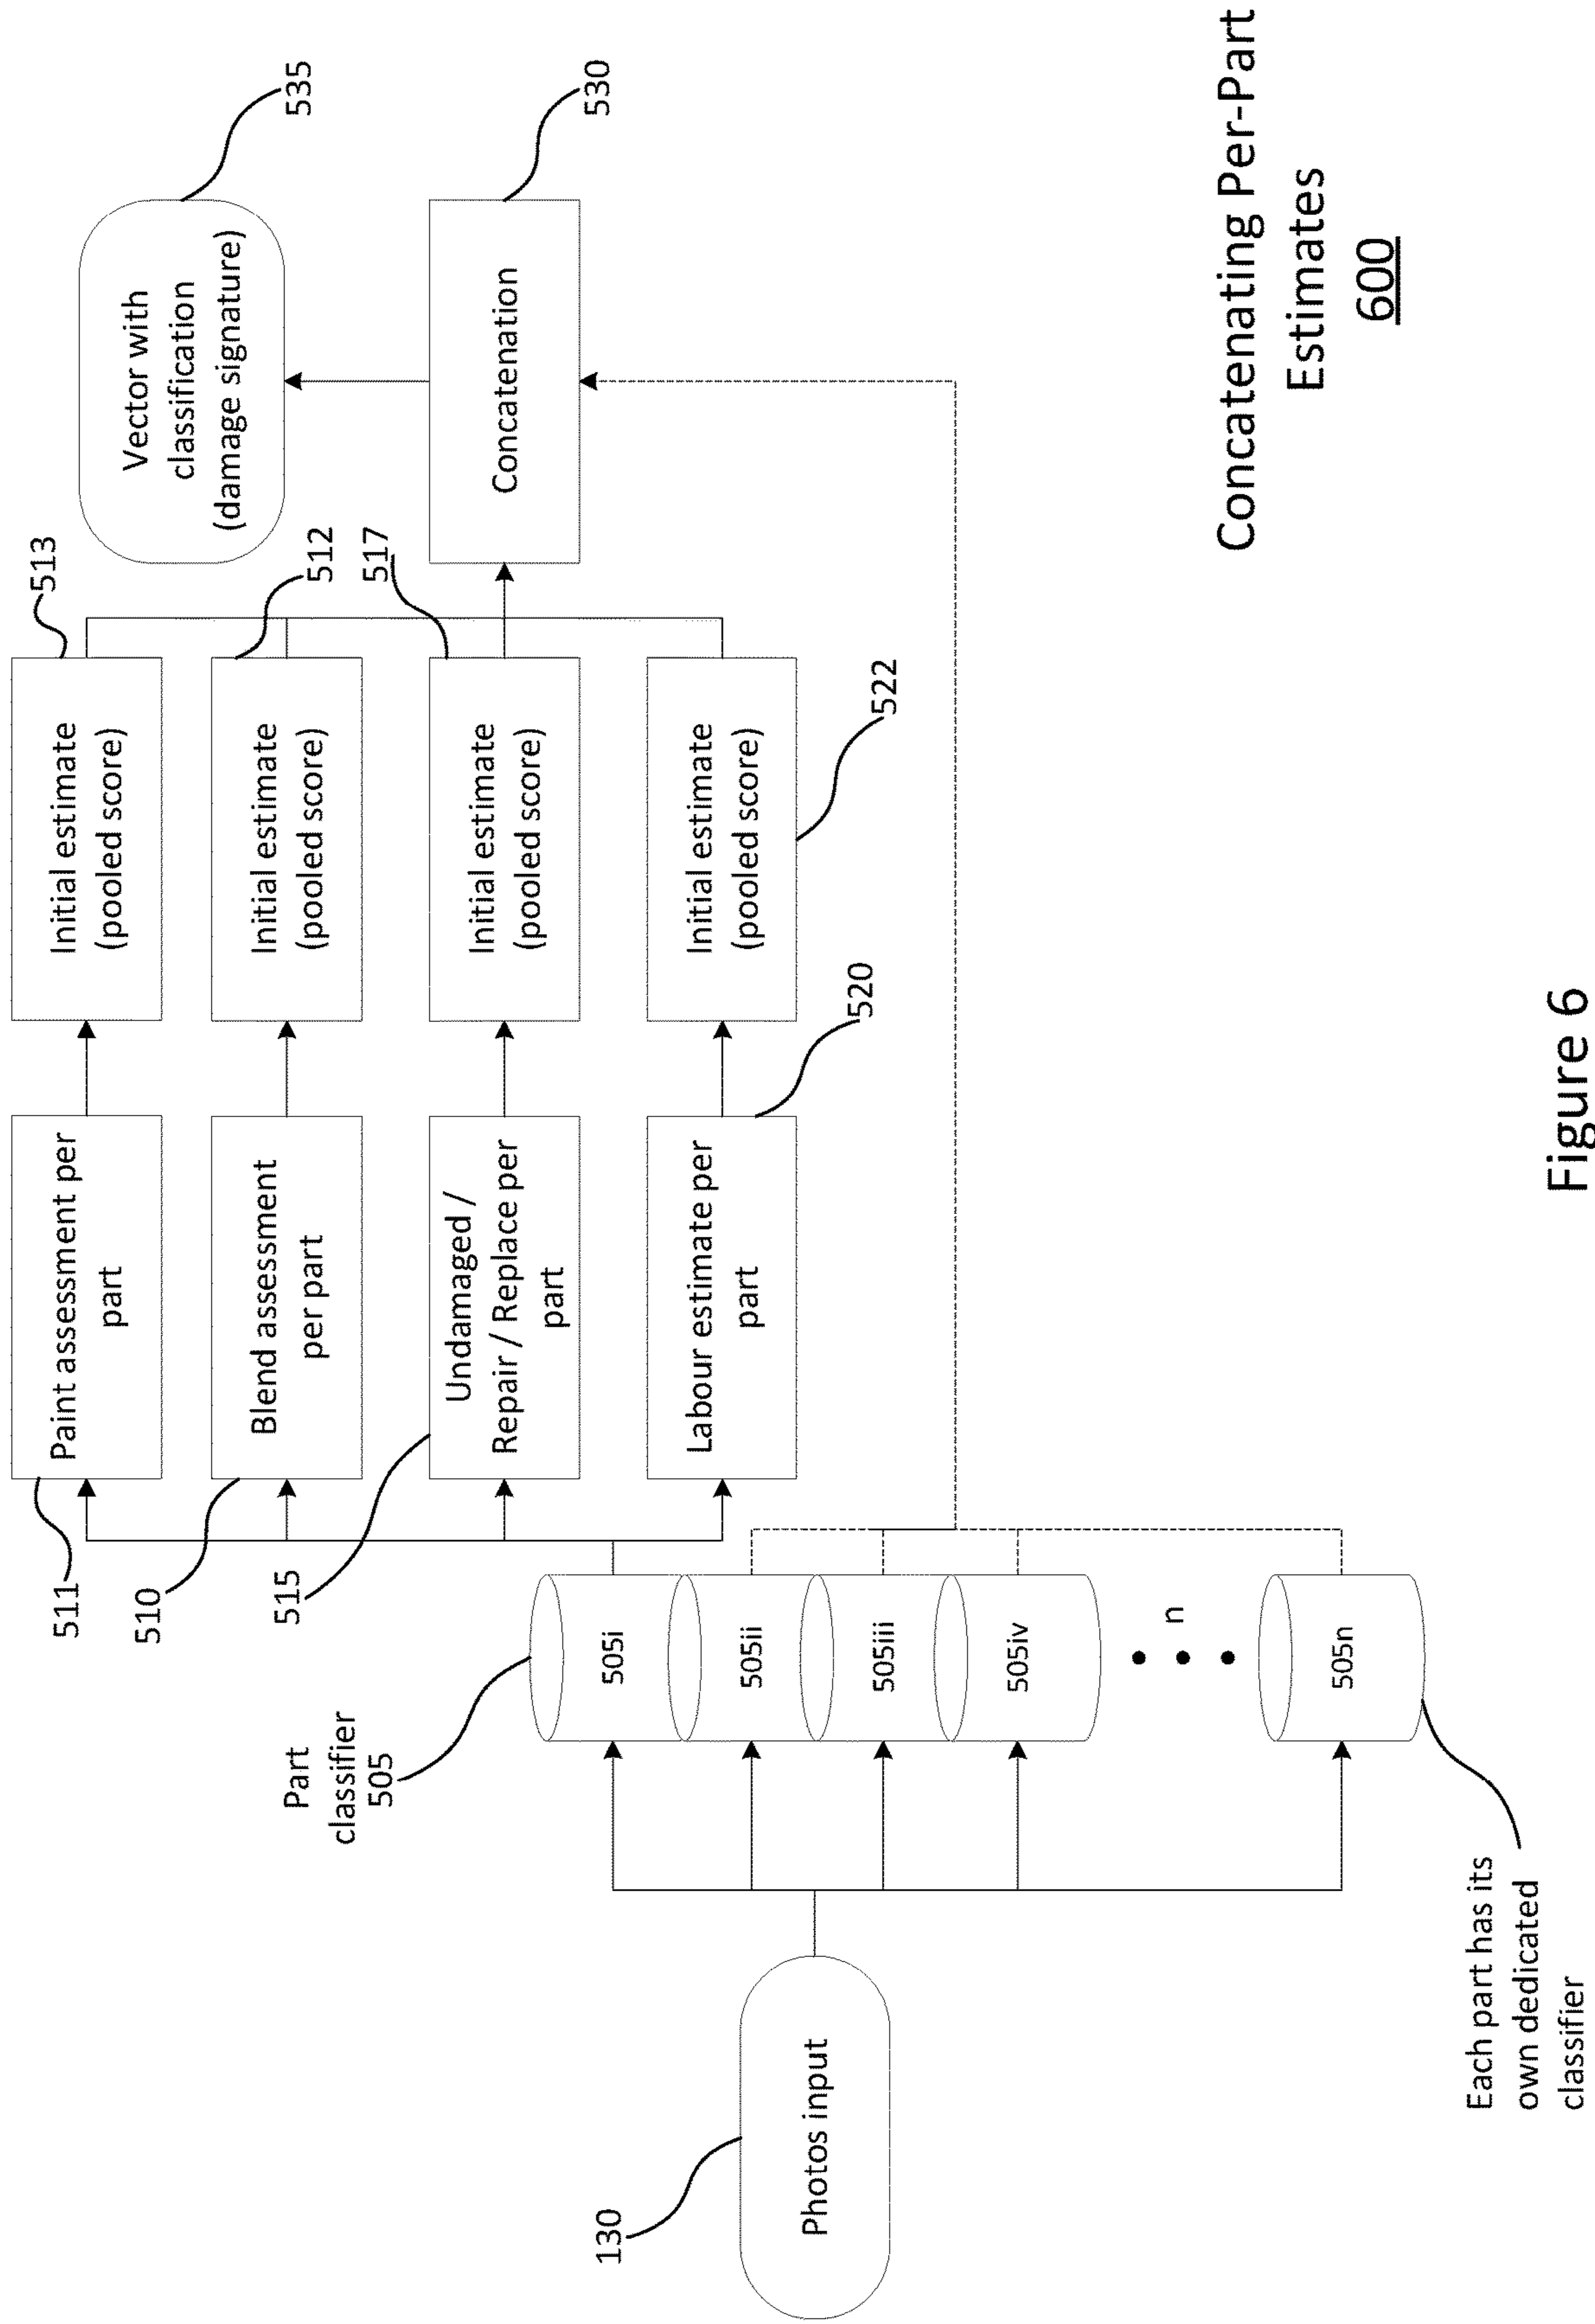 130
Photos input
Part
classifier
505
505i
505ii
505iii
505iv
n
505n
Each part has its
own dedicated
classifier
511
Paint assessment per
part
510
Blend assessment
per part
515
Undamaged /
Repair / Replace per
part
Labour estimate per
part
520
Initial estimate
(pooled score)
513
Initial estimate
(pooled score)
512
Initial estimate
(pooled score)
517
Initial estimate
(pooled score)
522
Vector with
classification
(damage signature)
535
Concatenation
530
Concatenating Per-Part
Estimates
600
Figure 6